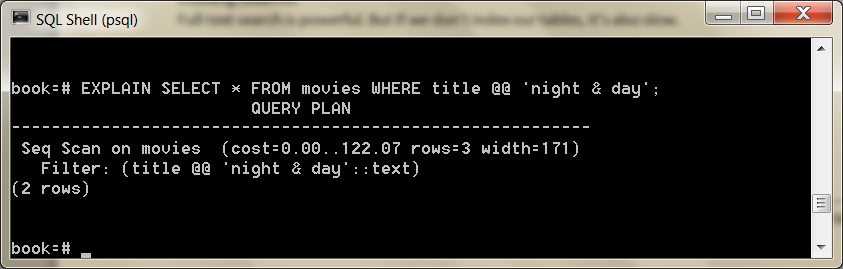 Full-text search is powerful. But if we don't index our tables, it's also slow.
SQL Shell (psql)
book=# EXPLAIN SELECT * FROM movies WHERE title @@ 'night & day';
QUERY PLAN
-----------------------------------------------------------
Seq Scan on movies  (cost=0.00..122.07 rows=3 width=171)
Filter: (title @@ 'night & day'::text)
(2 rows)
book=#